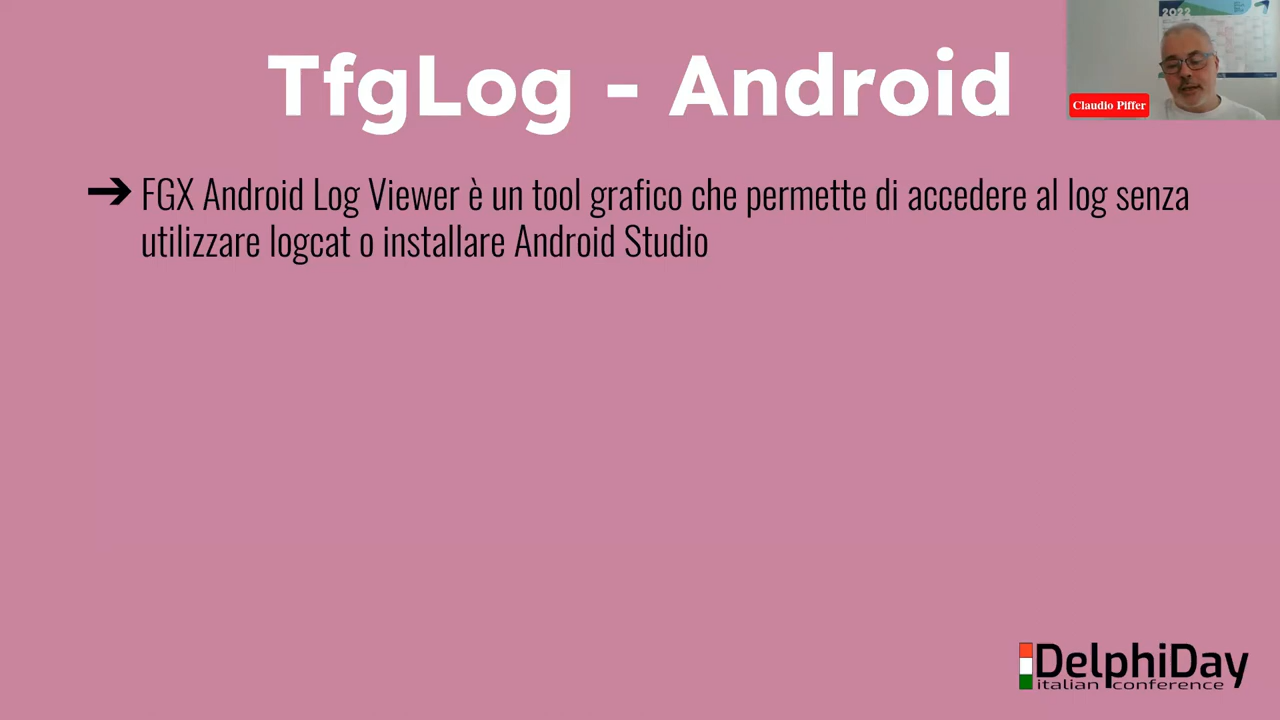 TfgLog - Android
2022
Claudio Piffer
➔ FGX Android Log Viewer è un tool grafico che permette di accedere al log senza
utilizzare logcat o installare Android Studio
DelphiDay
italian conference